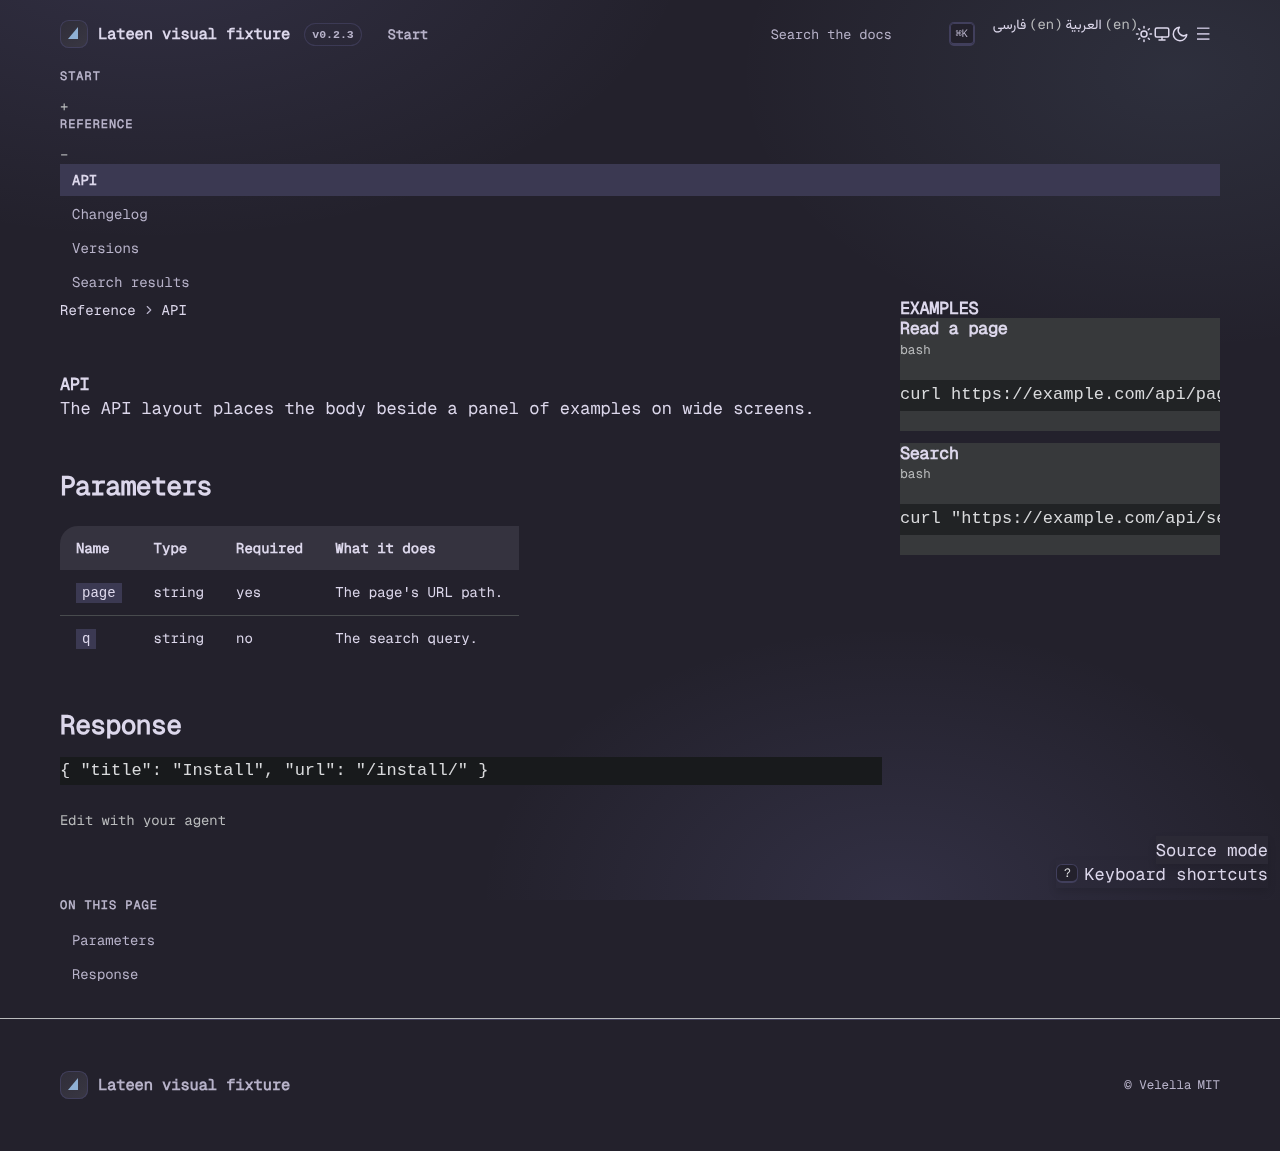 Lateen visual fixture v0.2.3 Start Search the docs ⌘K فارسی (en) العربية (en)
START
+
REFERENCE
−
API
Changelog
Versions
Search results
Reference › API
API
The API layout places the body beside a panel of examples on wide screens.
Parameters
Name Type Required What it does
page string yes The page's URL path.
q string no The search query.
Response
{ "title": "Install", "url": "/install/" }
Edit with your agent
EXAMPLES
Read a page
bash
curl https://example.com/api/pag
Search
bash
curl "https://example.com/api/se
Source mode
? Keyboard shortcuts
ON THIS PAGE
Parameters
Response
Lateen visual fixture
© Velella MIT